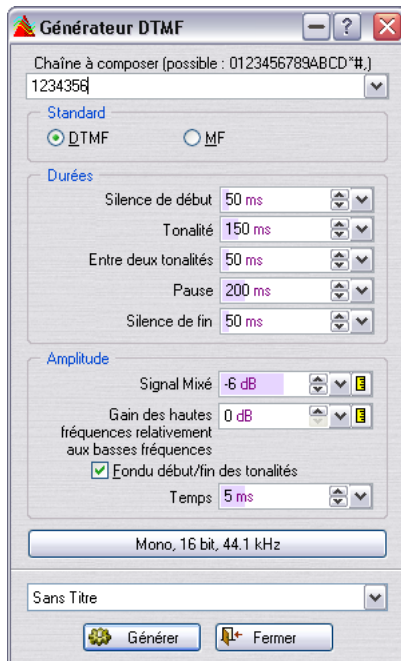 Générateur DTMF
Chaîne à composer (possible : 0123456789ABCD*#,)
1234356
Standard
DTMF
MF
Durées
Silence de début 50 ms
Tonalité 150 ms
Entre deux tonalités 50 ms
Pause 200 ms
Silence de fin 50 ms
Amplitude
Signal Mixé -6 dB
Gain des hautes 0 dB
fréquences relativement
aux basses fréquences
Fondu début/fin des tonalités
Temps 5 ms
Mono, 16 bit, 44.1 kHz
Sans Titre
Générer Fermer